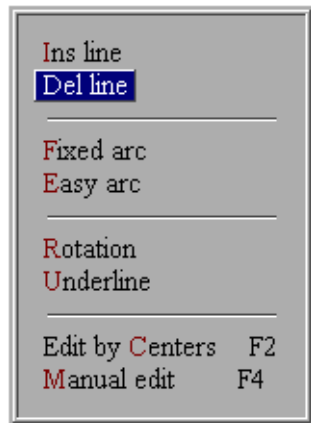 Ins line
Del line
Fixed arc
Easy arc
Rotation
Underline
Edit by Centers F2
Manual edit F4